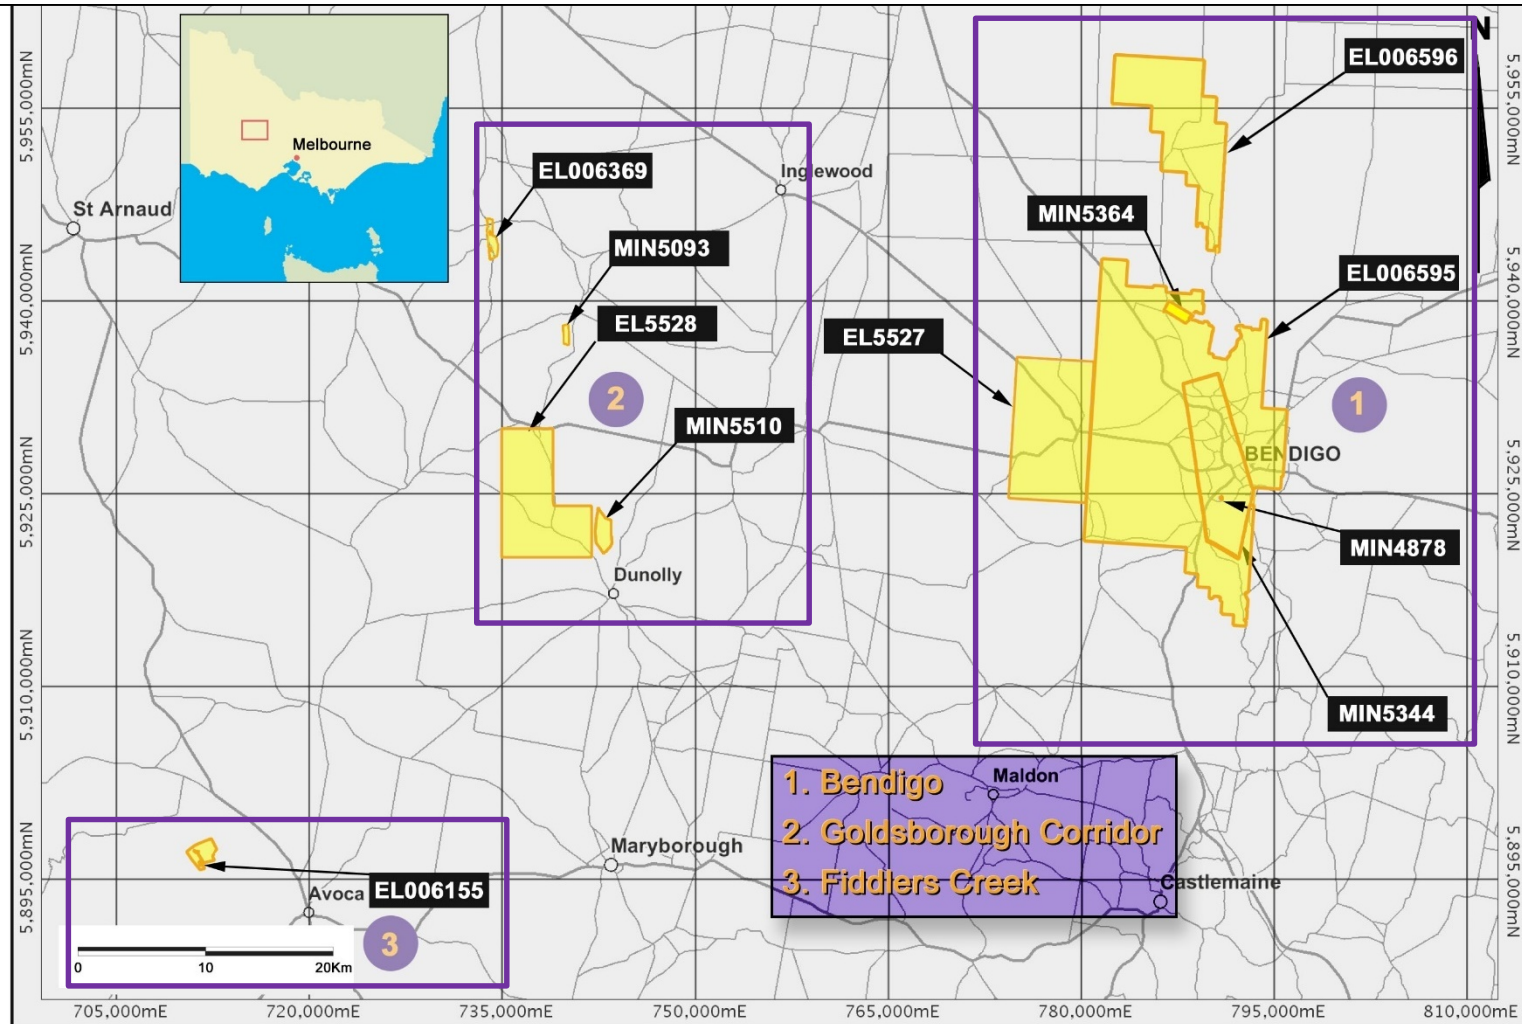 N
EL006596
5,955,000mN
5,955,000mN
Melbourne
EL006369
Inglewood
St Arnaud
MIN5364
MIN5093
EL006595
5,940,000mN
5,940,000mN
EL5528
EL5527
2
1
MIN5510
BENDIGO
5,925,000mN
5,925,000mN
MIN4878
Dunolly
5,910,000mN
5,910,000mN
MIN5344
1. Bendigo
Maldon
2. Goldsborough Corridor
3. Fiddlers Creek
Castlemaine
Maryborough
5,895,000mN
5,895,000mN
EL006155
Avoca
3
0 10 20Km
705,000mE 720,000mE 735,000mE 750,000mE 765,000mE 780,000mE 795,000mE 810,000mE